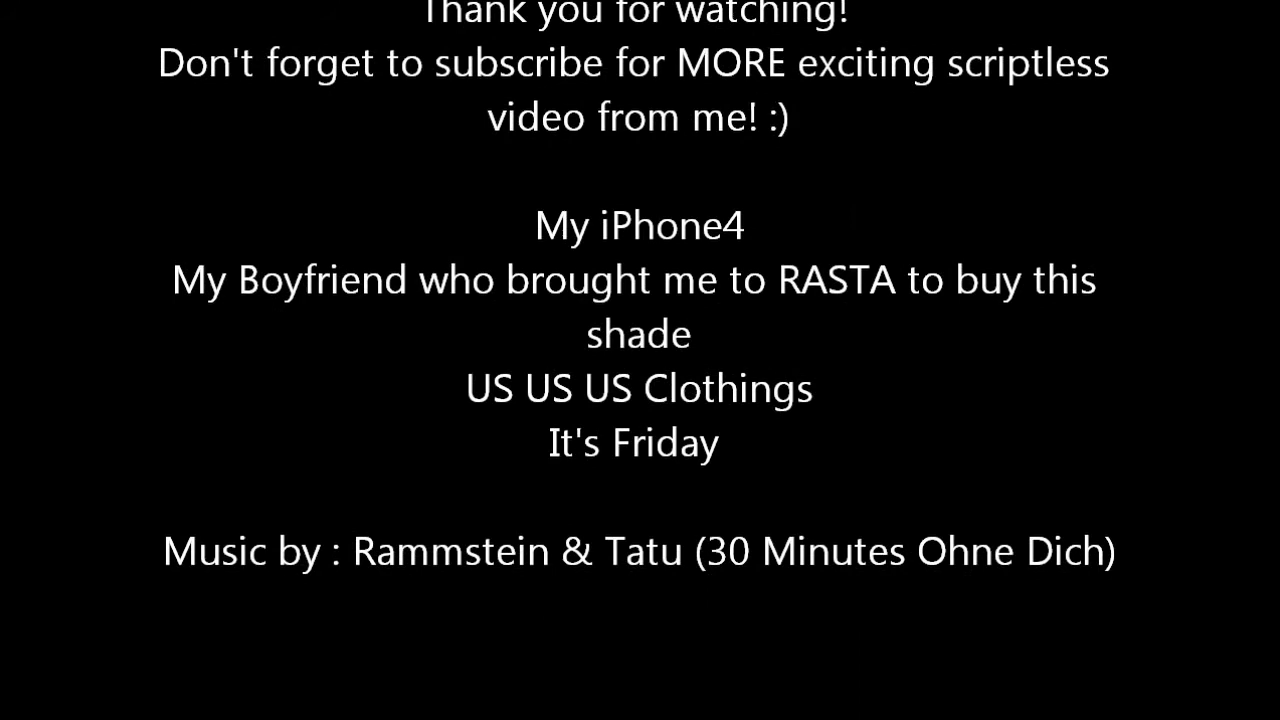 Thank you for watching!
Don't forget to subscribe for MORE exciting scriptless
video from me! :)
My iPhone4
My Boyfriend who brought me to RASTA to buy this
shade
US US US Clothings
It's Friday
Music by : Rammstein & Tatu (30 Minutes Ohne Dich)